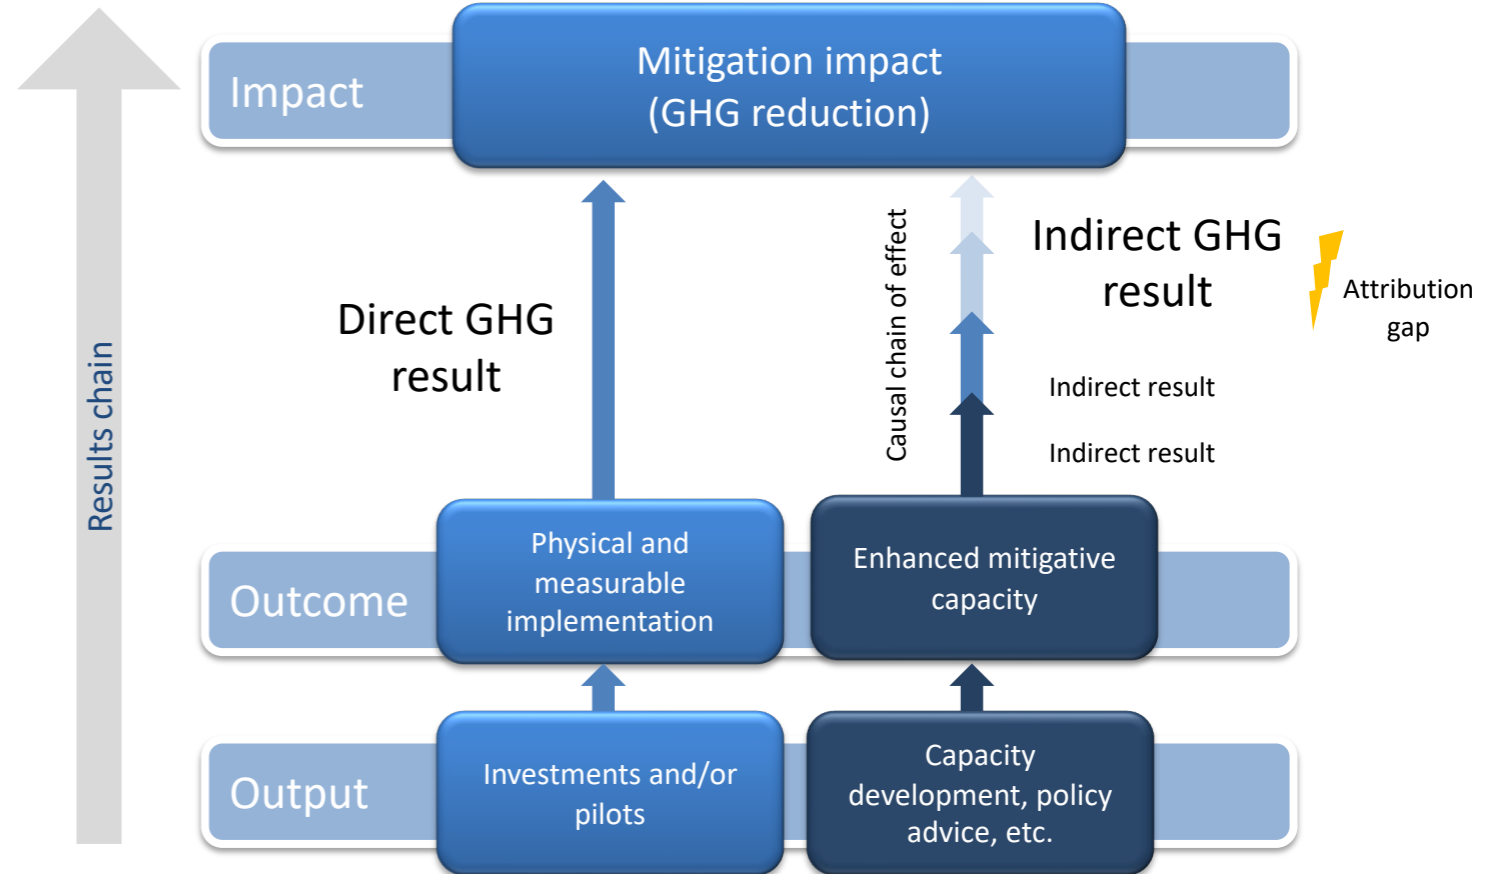 Impact
Mitigation impact
(GHG reduction)
Results chain
Direct GHG
result
Causal chain of effect
Indirect GHG
result
Attribution
gap
Indirect result
Indirect result
Outcome
Physical and
measurable
implementation
Enhanced mitigative
capacity
Output
Investments and/or
pilots
Capacity
development, policy
advice, etc.